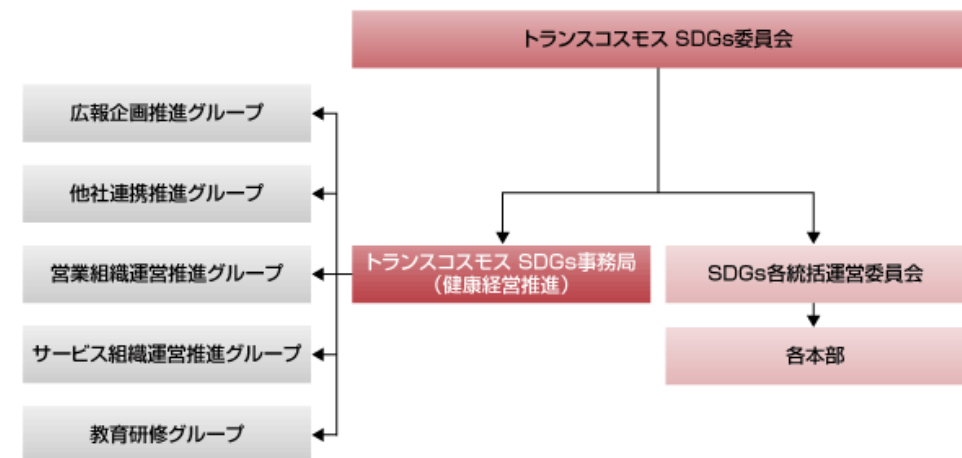 トランスコスモス SDGs委員会
広報企画推進グループ
他社連携推進グループ
営業組織運営推進グループ
サービス組織運営推進グループ
教育研修グループ
トランスコスモス SDGs事務局
（健康経営推進）
SDGs各統括運営委員会
各本部